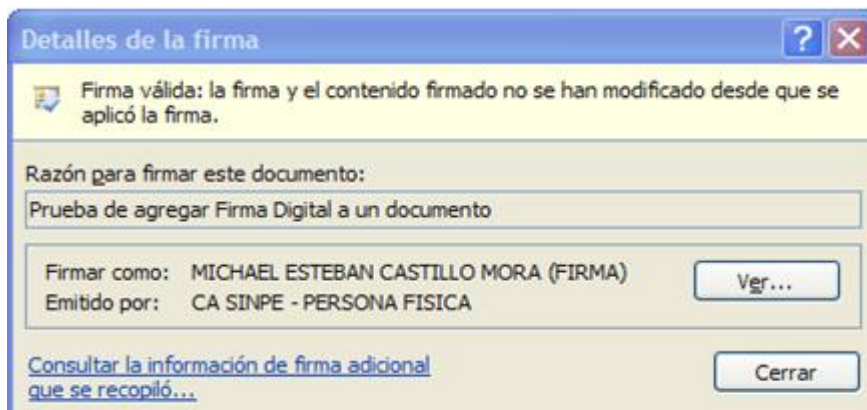 Detalles de la firma
Firma válida: la firma y el contenido firmado no se han modificado desde que se
aplicó la firma.
Razón para firmar este documento:
Prueba de agregar Firma Digital a un documento
Firmar como: MICHAEL ESTEBAN CASTILLO MORA (FIRMA)
Ver...
Emitido por: CA SINPE - PERSONA FISICA
Consultar la información de firma adicional
que se recopiló...
Cerrar